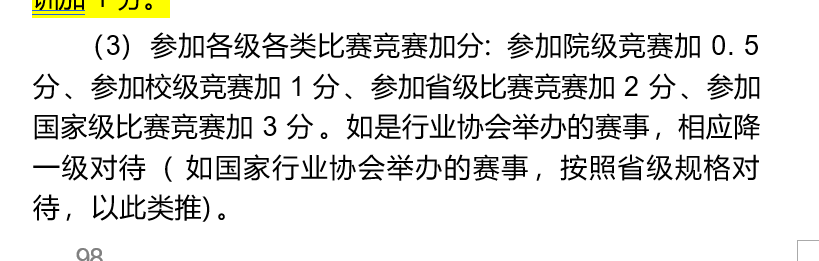 训加 1 分。
(3) 参加各级各类比赛竞赛加分: 参加院级竞赛加 0.5
分、参加校级竞赛加 1 分、参加省级比赛竞赛加 2 分、参加
国家级比赛竞赛加 3 分。如是行业协会举办的赛事, 相应降
一级对待 ( 如国家行业协会举办的赛事, 按照省级规格对
待, 以此类推)。
98